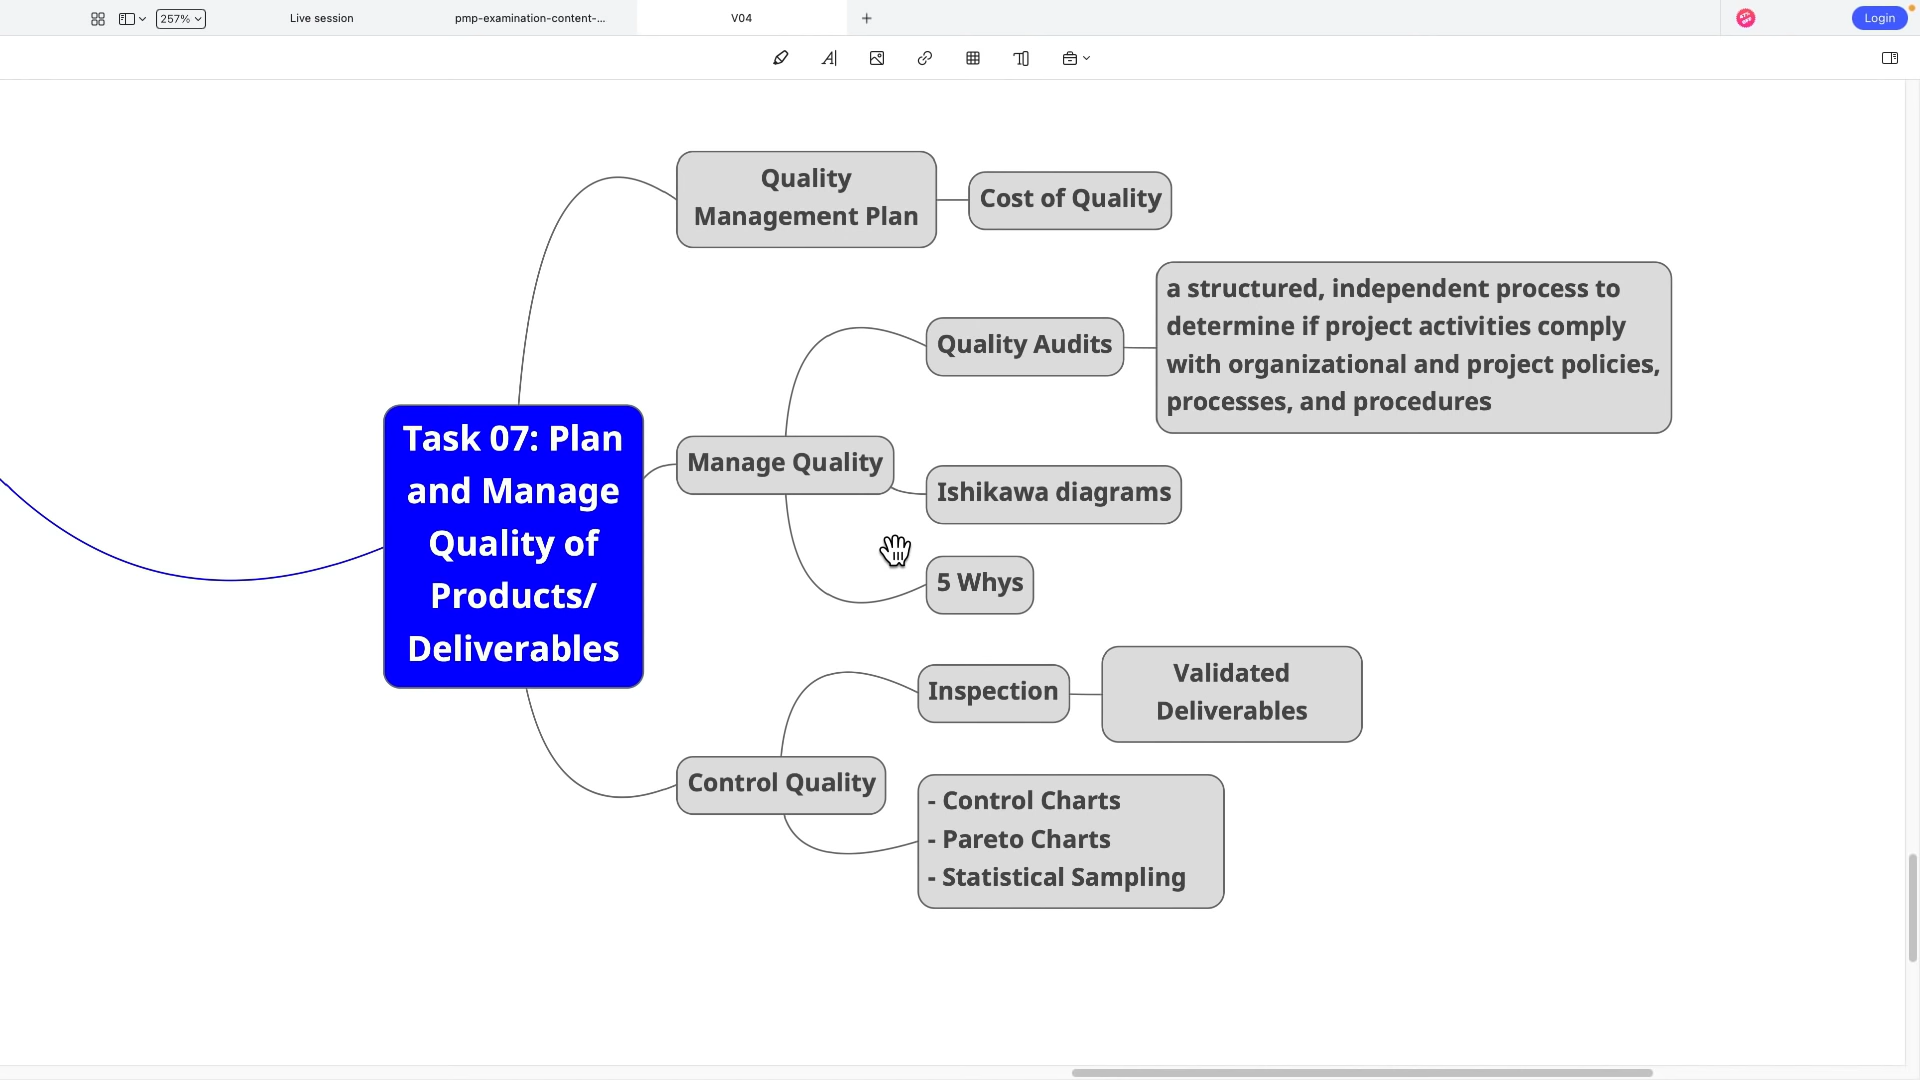 257%
Live session
pmp-examination-content-...
V04
Login
Quality
Management Plan
Cost of Quality
a structured, independent process to
determine if project activities comply
with organizational and project policies,
processes, and procedures
Quality Audits
Task 07: Plan
and Manage
Quality of
Products/
Deliverables
Manage Quality
Ishikawa diagrams
5 Whys
Inspection
Validated
Deliverables
Control Quality
- Control Charts
- Pareto Charts
- Statistical Sampling